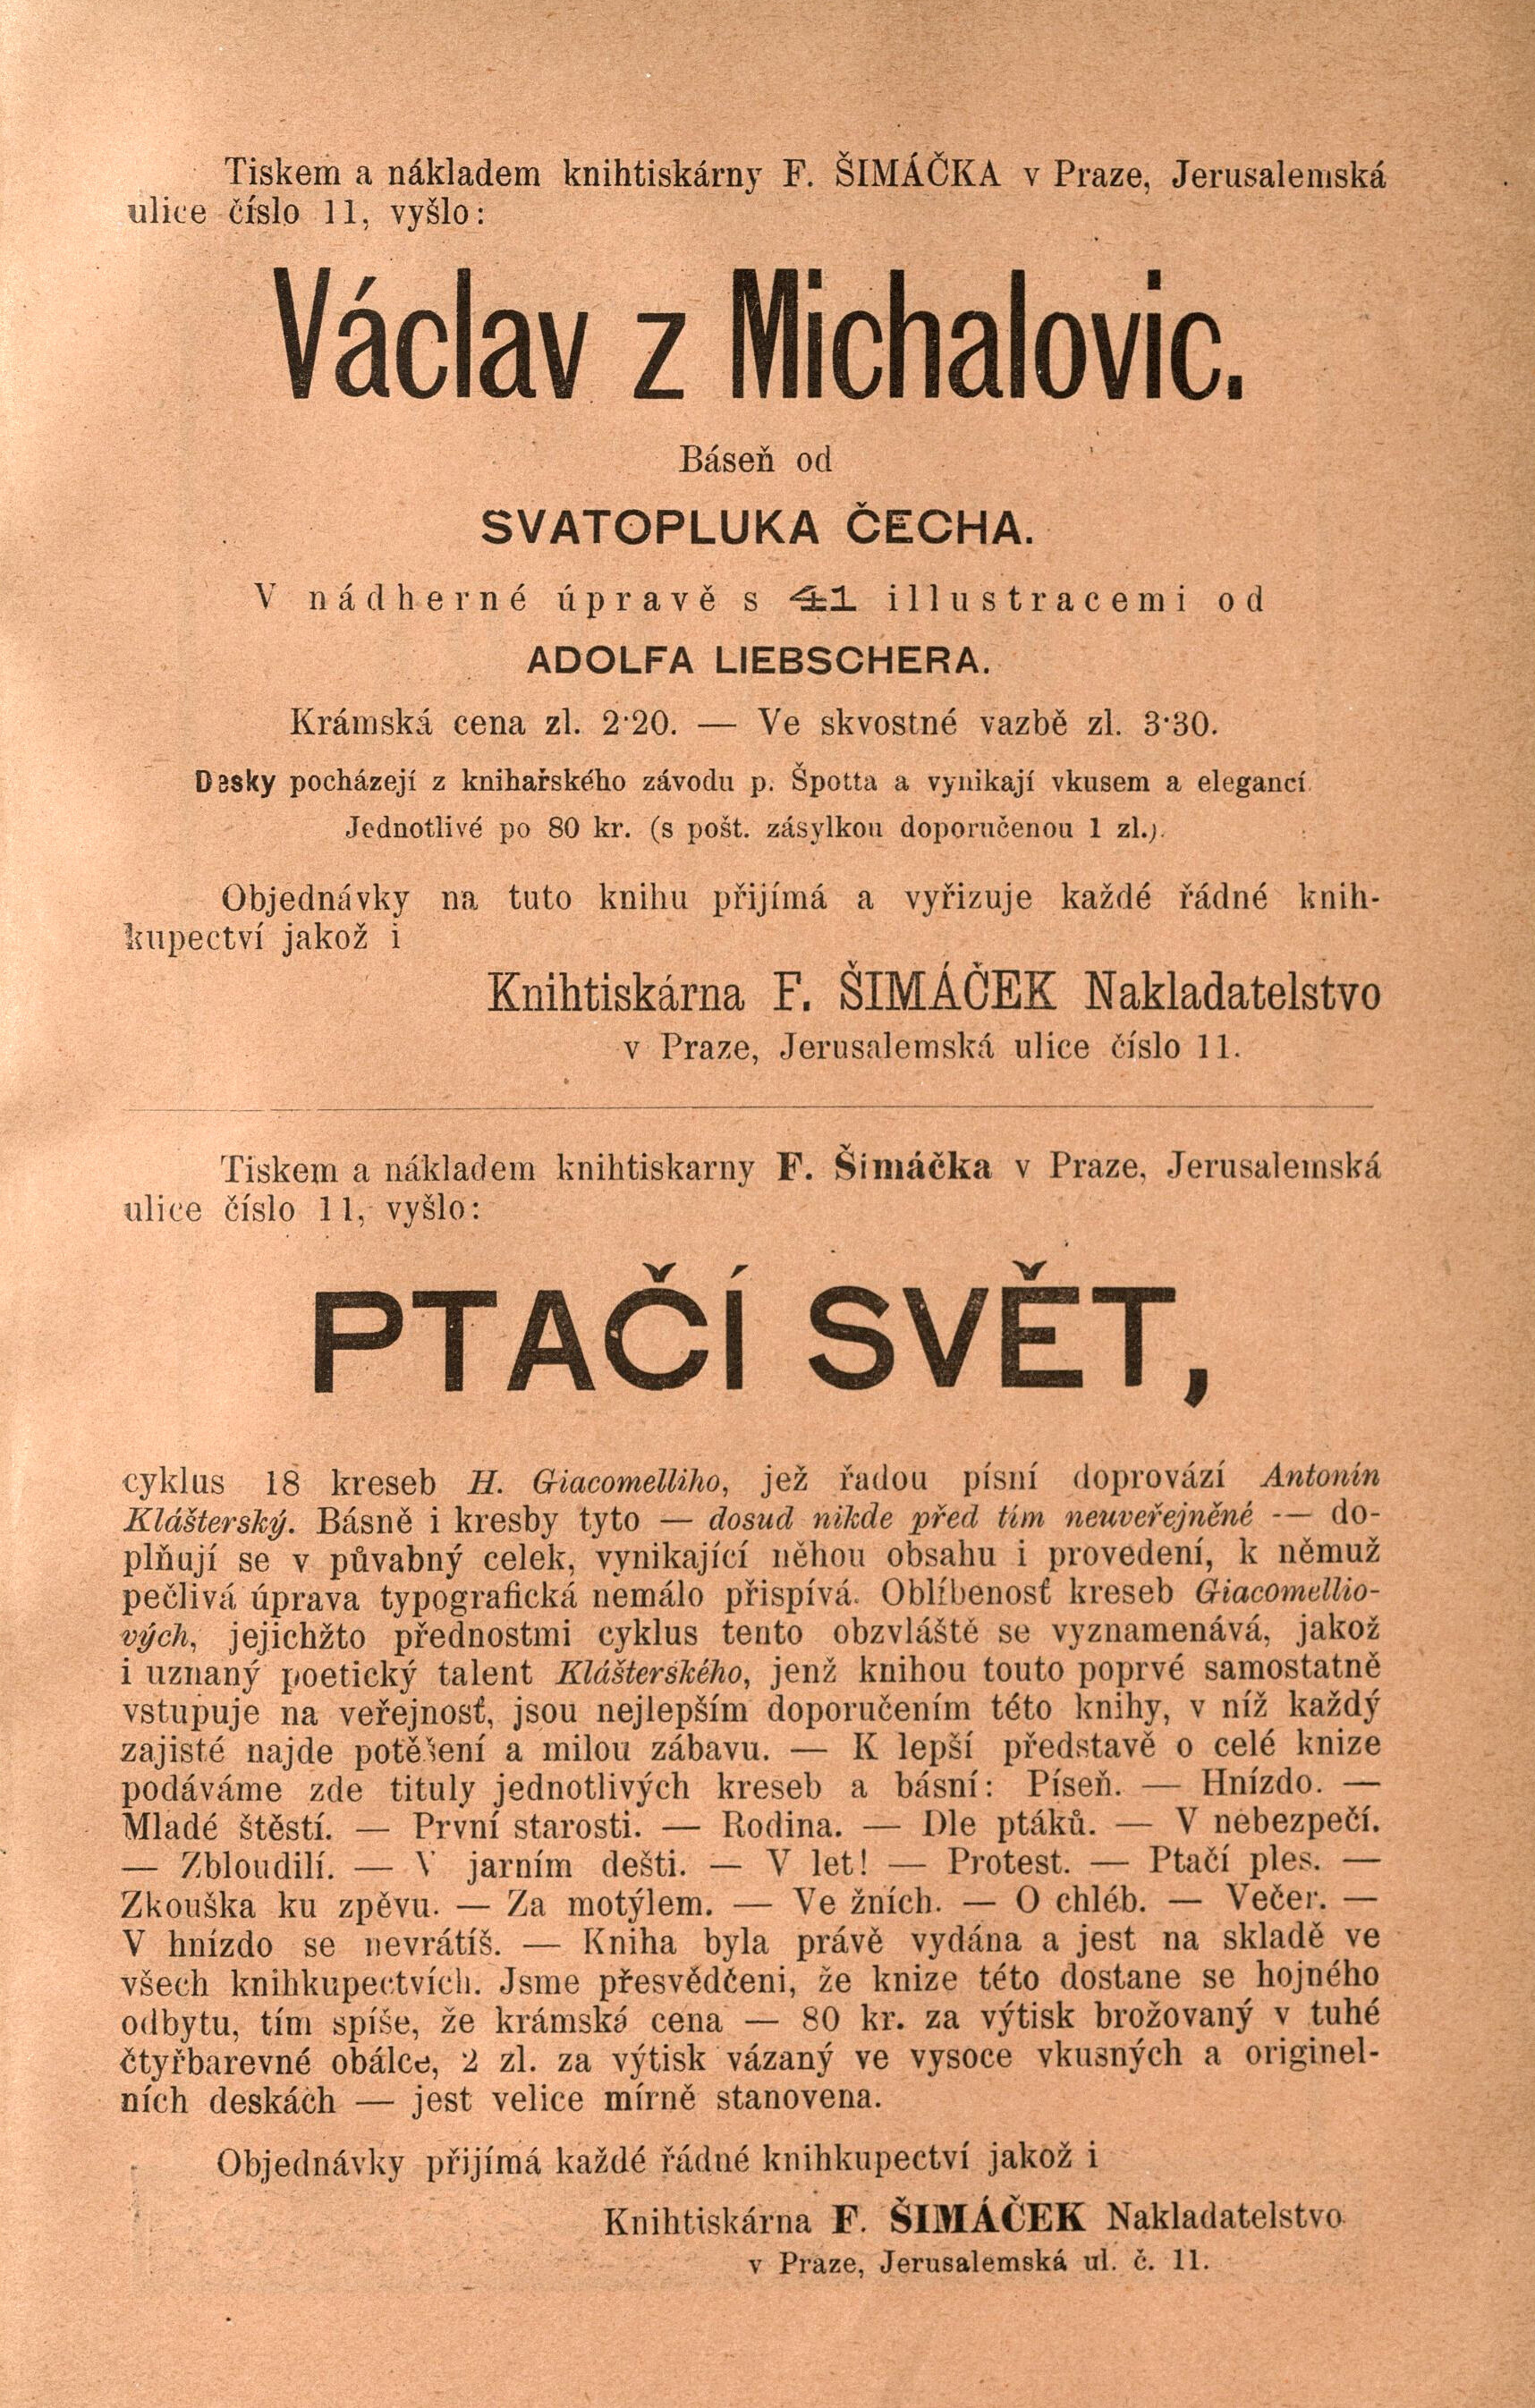 Tiskem a nákladem knihtiskárny F. ŠIMÁČKA v Praze, Jerusalemská
ulice číslo 11, vyšlo:
Václav z Michalovic.
Báseň od
SVATOPLUKA ČECHA.
V nádherné úpravě s 41 illustracemi od
ADOLFA LIEBSCHERA.
Krámská cena zl. 2·20. — Ve skvostné vazbě zl. 3·30.
Desky pocházejí z knihařského závodu p. Špotta a vynikají vkusem a elegancí.
Jednotlivé po 80 kr. (s pošt. zásylkou doporučenou 1 zl.).
Objednávky na tuto knihu přijímá a vyřizuje každé řádné knih-
kupectví jakož i
Knihtiskárna F. ŠIMÁČEK Nakladatelstvo
v Praze, Jerusalemská ulice číslo 11.
Tiskem a nákladem knihtiskarny F. Šimáčka v Praze, Jerusalemská
ulice číslo 11, vyšlo:
PTAČÍ SVĚT,
cyklus 18 kreseb H. Giacomelliho, jež řadou písní doprovází Antonín
Klášterský. Básně i kresby tyto — dosud nikde před tím neuveřejněné — do-
plňují se v půvabný celek, vynikající něhou obsahu i provedení, k němuž
pečlivá úprava typografická nemálo přispívá. Oblíbenosť kreseb Giacomellio-
vých, jejichžto přednostmi cyklus tento obzvláště se vyznamenává, jakož
i uznaný poetický talent Klášterského, jenž knihou touto poprvé samostatně
vstupuje na veřejnosť, jsou nejlepším doporučením této knihy, v níž každý
zajisté najde potěšení a milou zábavu. — K lepší představě o celé knize
podáváme zde tituly jednotlivých kreseb a básní: Píseň. — Hnízdo. —
Mladé štěstí. — První starosti. — Rodina. — Dle ptáků. — V nebezpečí.
— Zbloudilí. — V jarním dešti. — V let! — Protest. — Ptačí ples. —
Zkouška ku zpěvu. — Za motýlem. — Ve žních. — O chléb. — Večer. —
V hnízdo se nevrátíš. — Kniha byla právě vydána a jest na skladě ve
všech knihkupectvích. Jsme přesvědčeni, že knize této dostane se hojného
odbytu, tím spíše, že krámská cena — 80 kr. za výtisk brožovaný v tuhé
čtyřbarevné obálce, 2 zl. za výtisk vázaný ve vysoce vkusných a originel-
ních deskách — jest velice mírně stanovena.
Objednávky přijímá každé řádné knihkupectví jakož i
Knihtiskárna F. ŠIMÁČEK Nakladatelstvo
v Praze, Jerusalemská ul. č. 11.